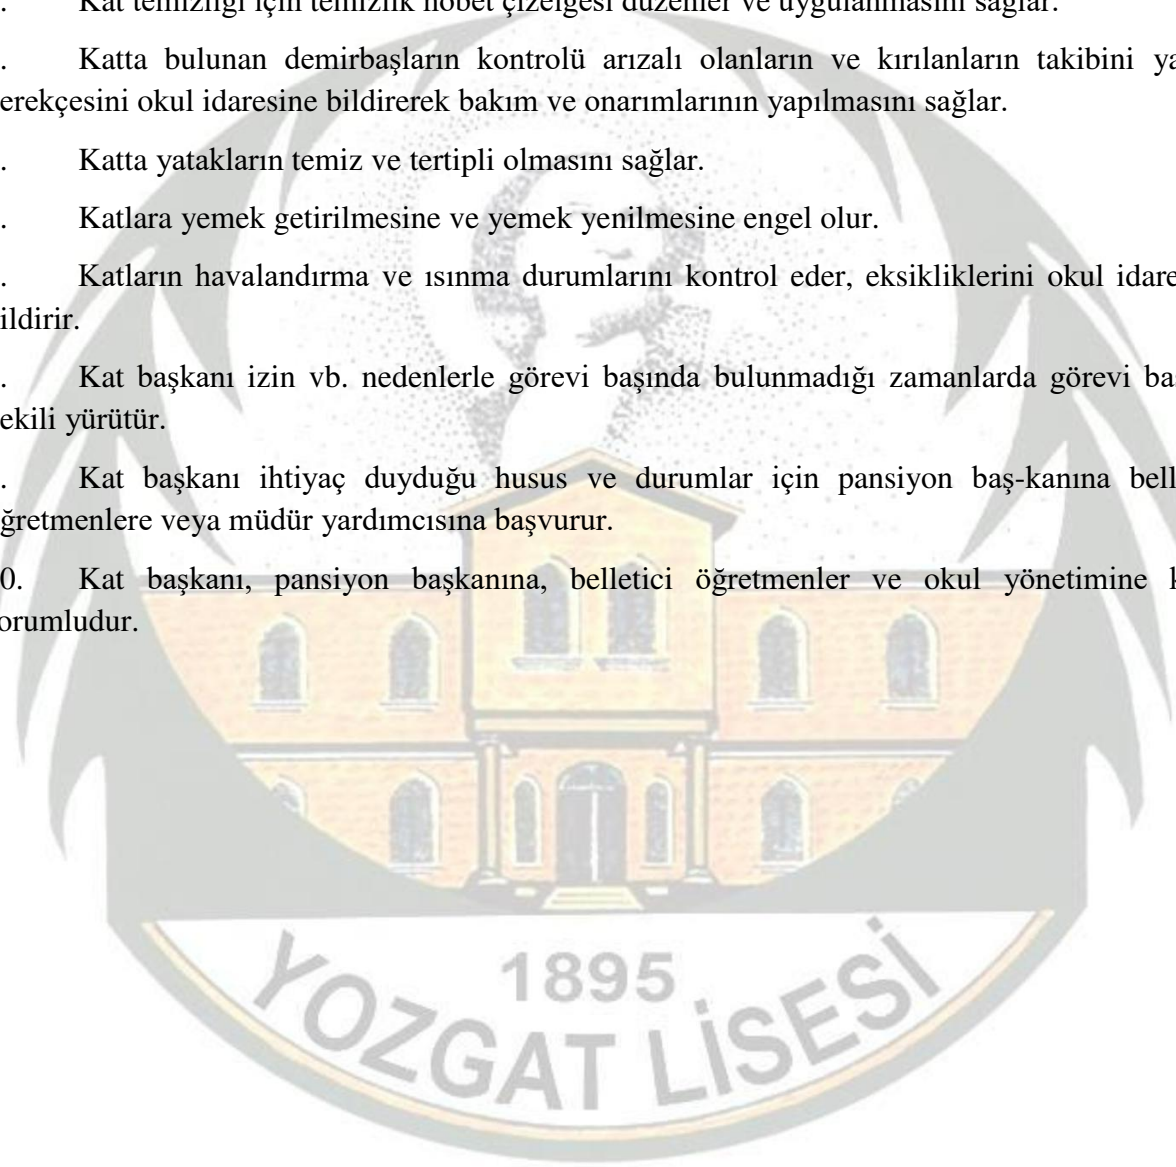 . Kat temizliği için temizlik nöbet çizelgesi düzenler ve uygulanmasını sağlar.
. Katta bulunan demirbaşların kontrolü arızalı olanların ve kırılanların takibini ya
erekçesini okul idaresine bildirerek bakım ve onarımlarının yapılmasını sağlar.
. Katta yatakların temiz ve tertipli olmasını sağlar.
. Katlara yemek getirilmesine ve yemek yenilmesine engel olur.
. Katların havalandırma ve ısınma durumlarını kontrol eder, eksikliklerini okul idare
ildirir.
. Kat başkanı izin vb. nedenlerle görevi başında bulunmadığı zamanlarda görevi ba
ekili yürütür.
. Kat başkanı ihtiyaç duyduğu husus ve durumlar için pansiyon baş-kanına bell
ğretmenlere veya müdür yardımcısına başvurur.
0. Kat başkanı, pansiyon başkanına, belletici öğretmenler ve okul yönetimine k
orumludur.
1895
YOZGAT LİSESİ